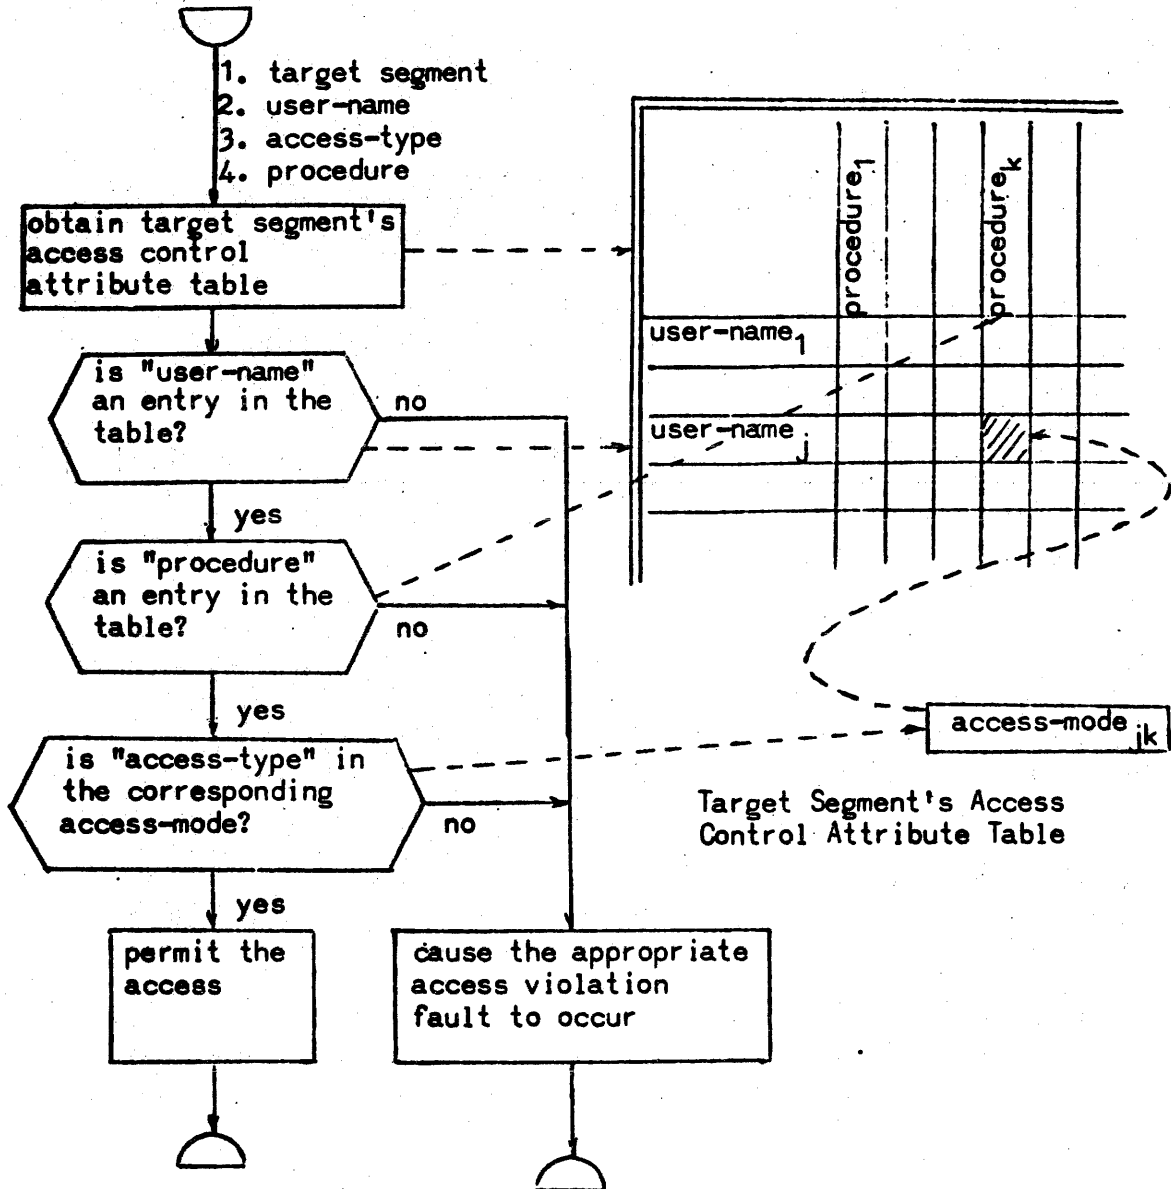 1. target segment
2. user-name
3. access-type
4. procedure
obtain target segment's
access control
attribute table
is "user-name"
an entry in the
table?
no
yes
is "procedure"
an entry in the
table?
no
yes
is "access-type" in
the corresponding
access-mode?
no
yes
permit the
access
cause the appropriate
access violation
fault to occur
procedure1
procedurek
user-name1
user-name j
access-mode jk
Target Segment's Access
Control Attribute Table